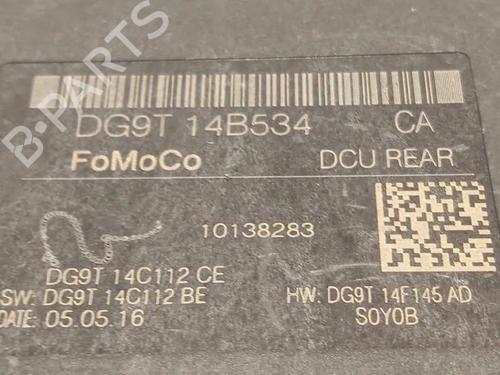 DG9T 14B534 CA
FoMoCo DCU REAR
10138283
DG9T 14C112 CE
SW: DG9T 14C112 BE HW: DG9T 14F145 AD
DATE: 05.05.16 S0Y0B
B-PARTS